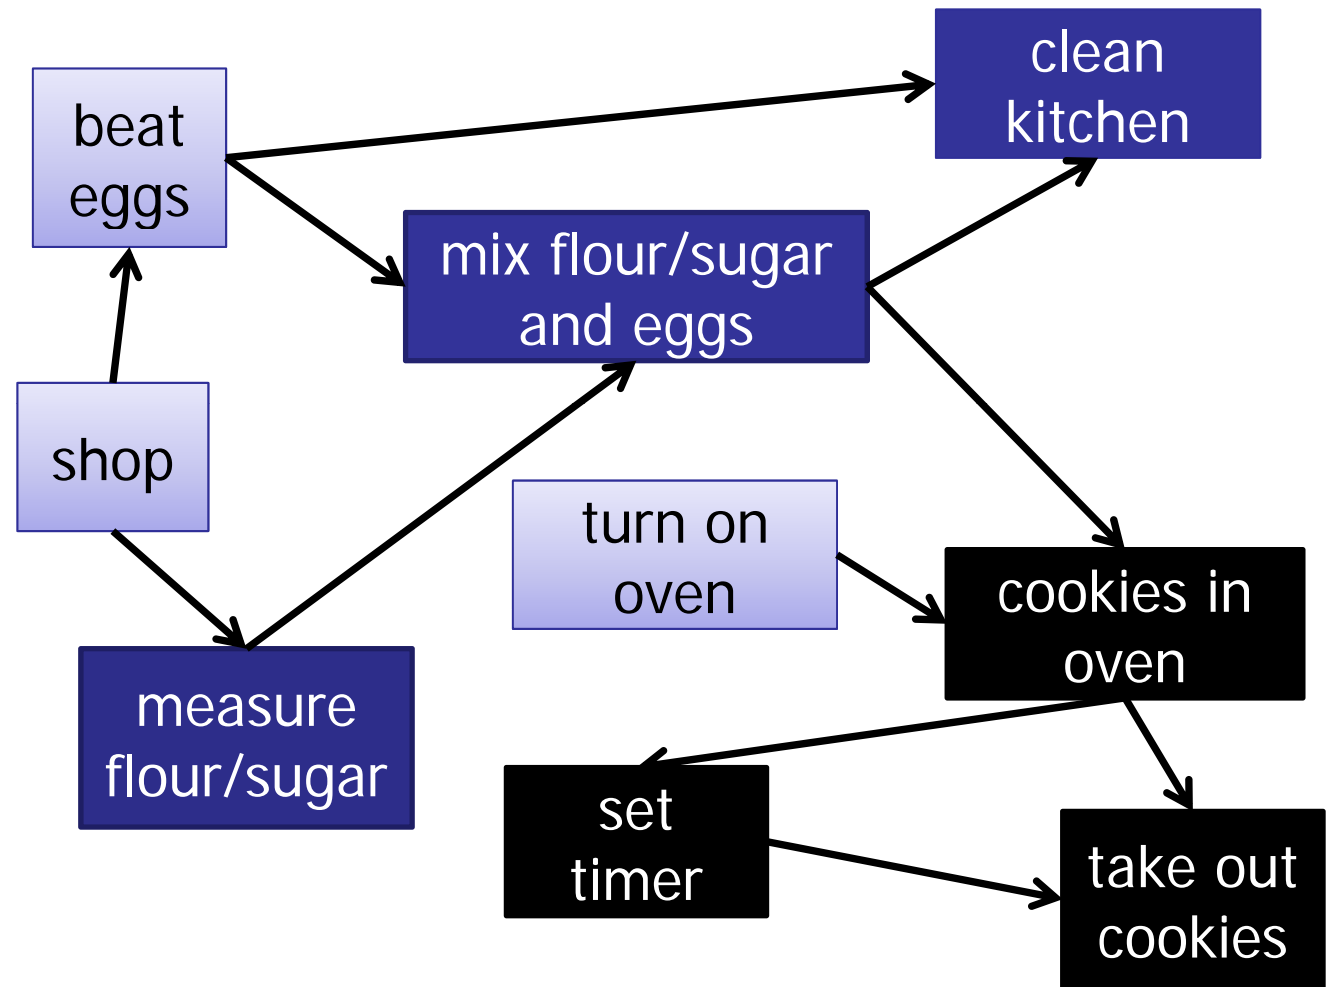 clean
kitchen
beat
eggs
mix flour/sugar
and eggs
shop
turn on
oven
cookies in
oven
measure
flour/sugar
set
timer
take out
cookies